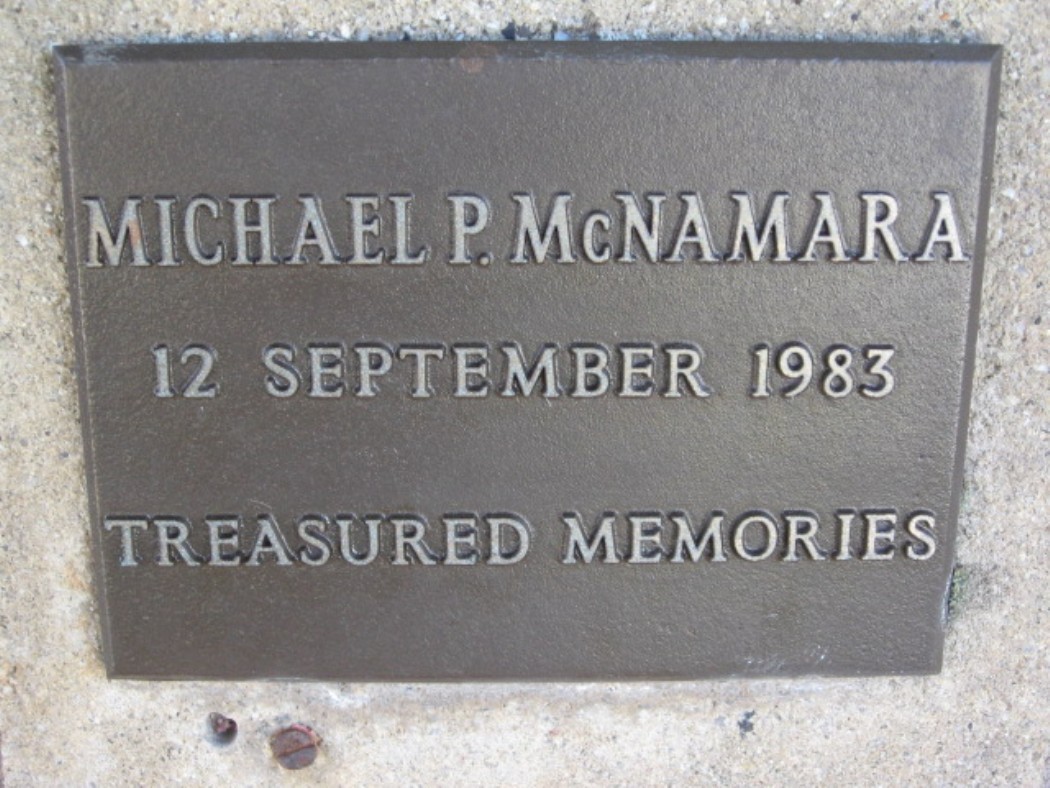 MICHAEL P. McNAMARA
12 SEPTEMBER 1983
TREASURED MEMORIES